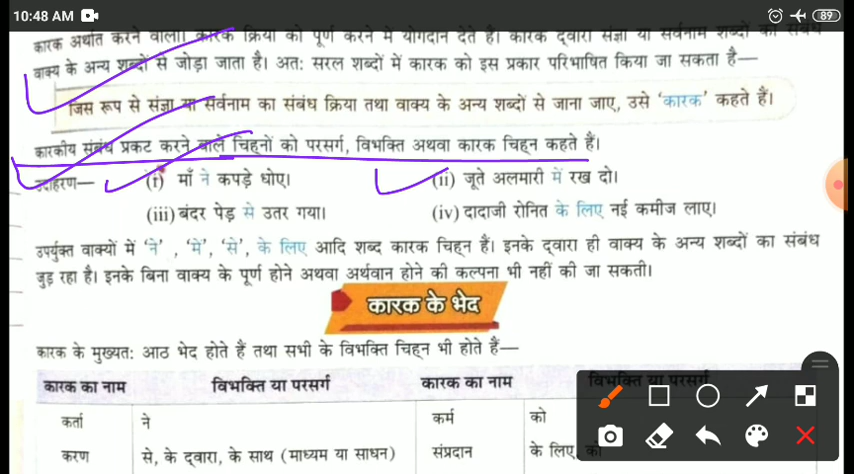 10:48 AM
89
कारक अर्थात करने वाला। कारक क्रिया को पूर्ण करने में योगदान देते हैं। कारक द्वारा संज्ञा या सर्वनाम शब्दों का संबंध
वाक्य के अन्य शब्दों से जोड़ा जाता है। अत: सरल शब्दों में कारक को इस प्रकार परिभाषित किया जा सकता है—
जिस रूप से संज्ञा या सर्वनाम का संबंध क्रिया तथा वाक्य के अन्य शब्दों से जाना जाए, उसे 'कारक' कहते हैं।
कारकीय संबंध प्रकट करने वाले चिह्नों को परसर्ग, विभक्ति अथवा कारक चिह्न कहते हैं।
उदाहरण— (i) माँ ने कपड़े धोए। (ii) जूते अलमारी में रख दो।
(iii) बंदर पेड़ से उतर गया। (iv) दादाजी रोनित के लिए नई कमीज लाए।
उपर्युक्त वाक्यों में 'ने' , 'में', 'से', के लिए आदि शब्द कारक चिह्न हैं। इनके द्वारा ही वाक्य के अन्य शब्दों का संबंध
जुड़ रहा है। इनके बिना वाक्य के पूर्ण होने अथवा अर्थवान होने की कल्पना भी नहीं की जा सकती।
कारक के भेद
कारक के मुख्यत: आठ भेद होते हैं तथा सभी के विभक्ति चिह्न भी होते हैं—
कारक का नाम विभक्ति या परसर्ग कारक का नाम विभक्ति या परसर्ग
कर्ता ने कर्म को
करण से, के द्वारा, के साथ (माध्यम या साधन) संप्रदान के लिए, को